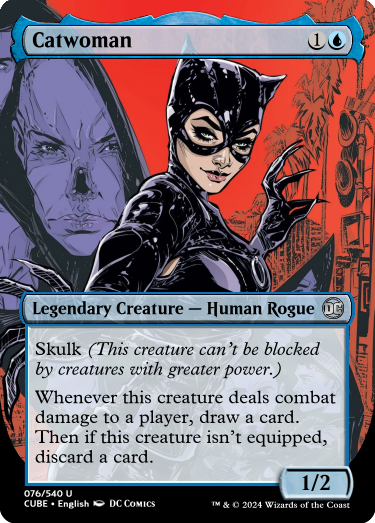 Catwoman 1
Legendary Creature — Human Rogue DC
Skulk (This creature can't be blocked
by creatures with greater power.)
Whenever this creature deals combat
damage to a player, draw a card.
Then if this creature isn't equipped,
discard a card.
1/2
076/540 U
CUBE • English DC COMICS
™ & © 2024 Wizards of the Coast